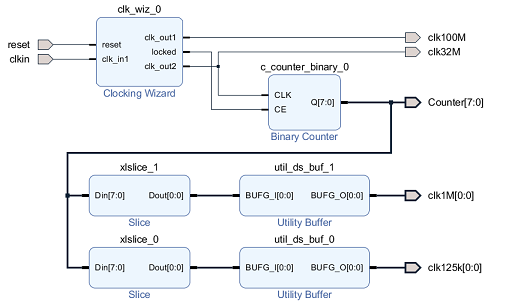 clk_wiz_0
reset
clkin
reset
clk_in1
clk_out1
locked
clk_out2
Clocking Wizard
clk100M
clk32M
c_counter_binary_0
CLK
CE
Q[7:0]
Binary Counter
Counter[7:0]
xlslice_1
Din[7:0] Dout[0:0]
Slice
util_ds_buf_1
BUFG_I[0:0] BUFG_O[0:0]
Utility Buffer
clk1M[0:0]
xlslice_0
Din[7:0] Dout[0:0]
Slice
util_ds_buf_0
BUFG_I[0:0] BUFG_O[0:0]
Utility Buffer
clk125k[0:0]